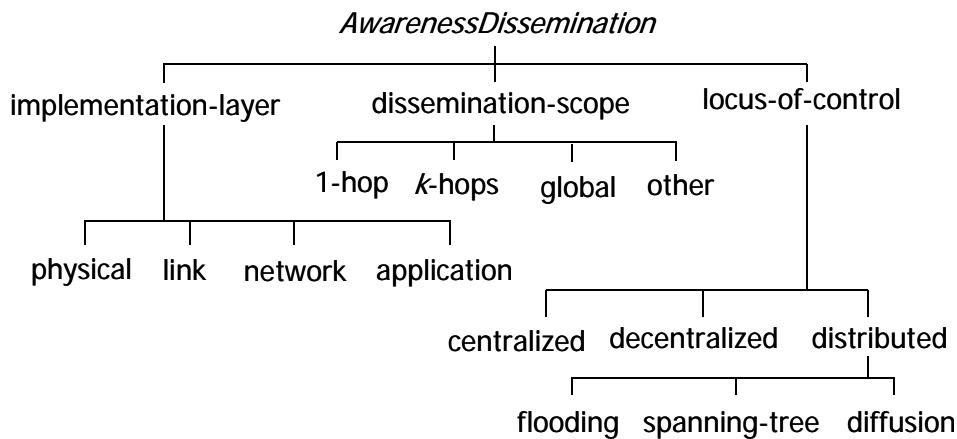 AwarenessDissemination
implementation-layer dissemination-scope locus-of-control
1-hop k-hops global other
physical link network application
centralized decentralized distributed
flooding spanning-tree diffusion